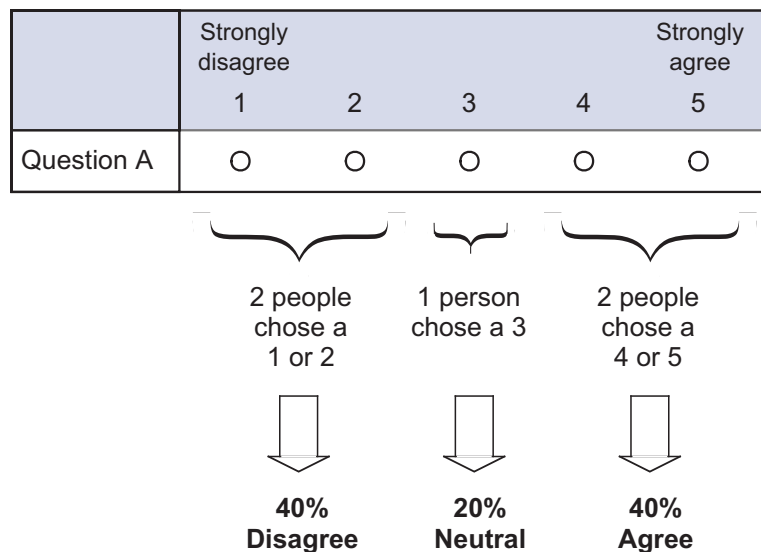 Strongly
disagree
Strongly
agree
1 2 3 4 5
Question A
2 people
chose a
1 or 2
1 person
chose a 3
2 people
chose a
4 or 5
40%
Disagree
20%
Neutral
40%
Agree